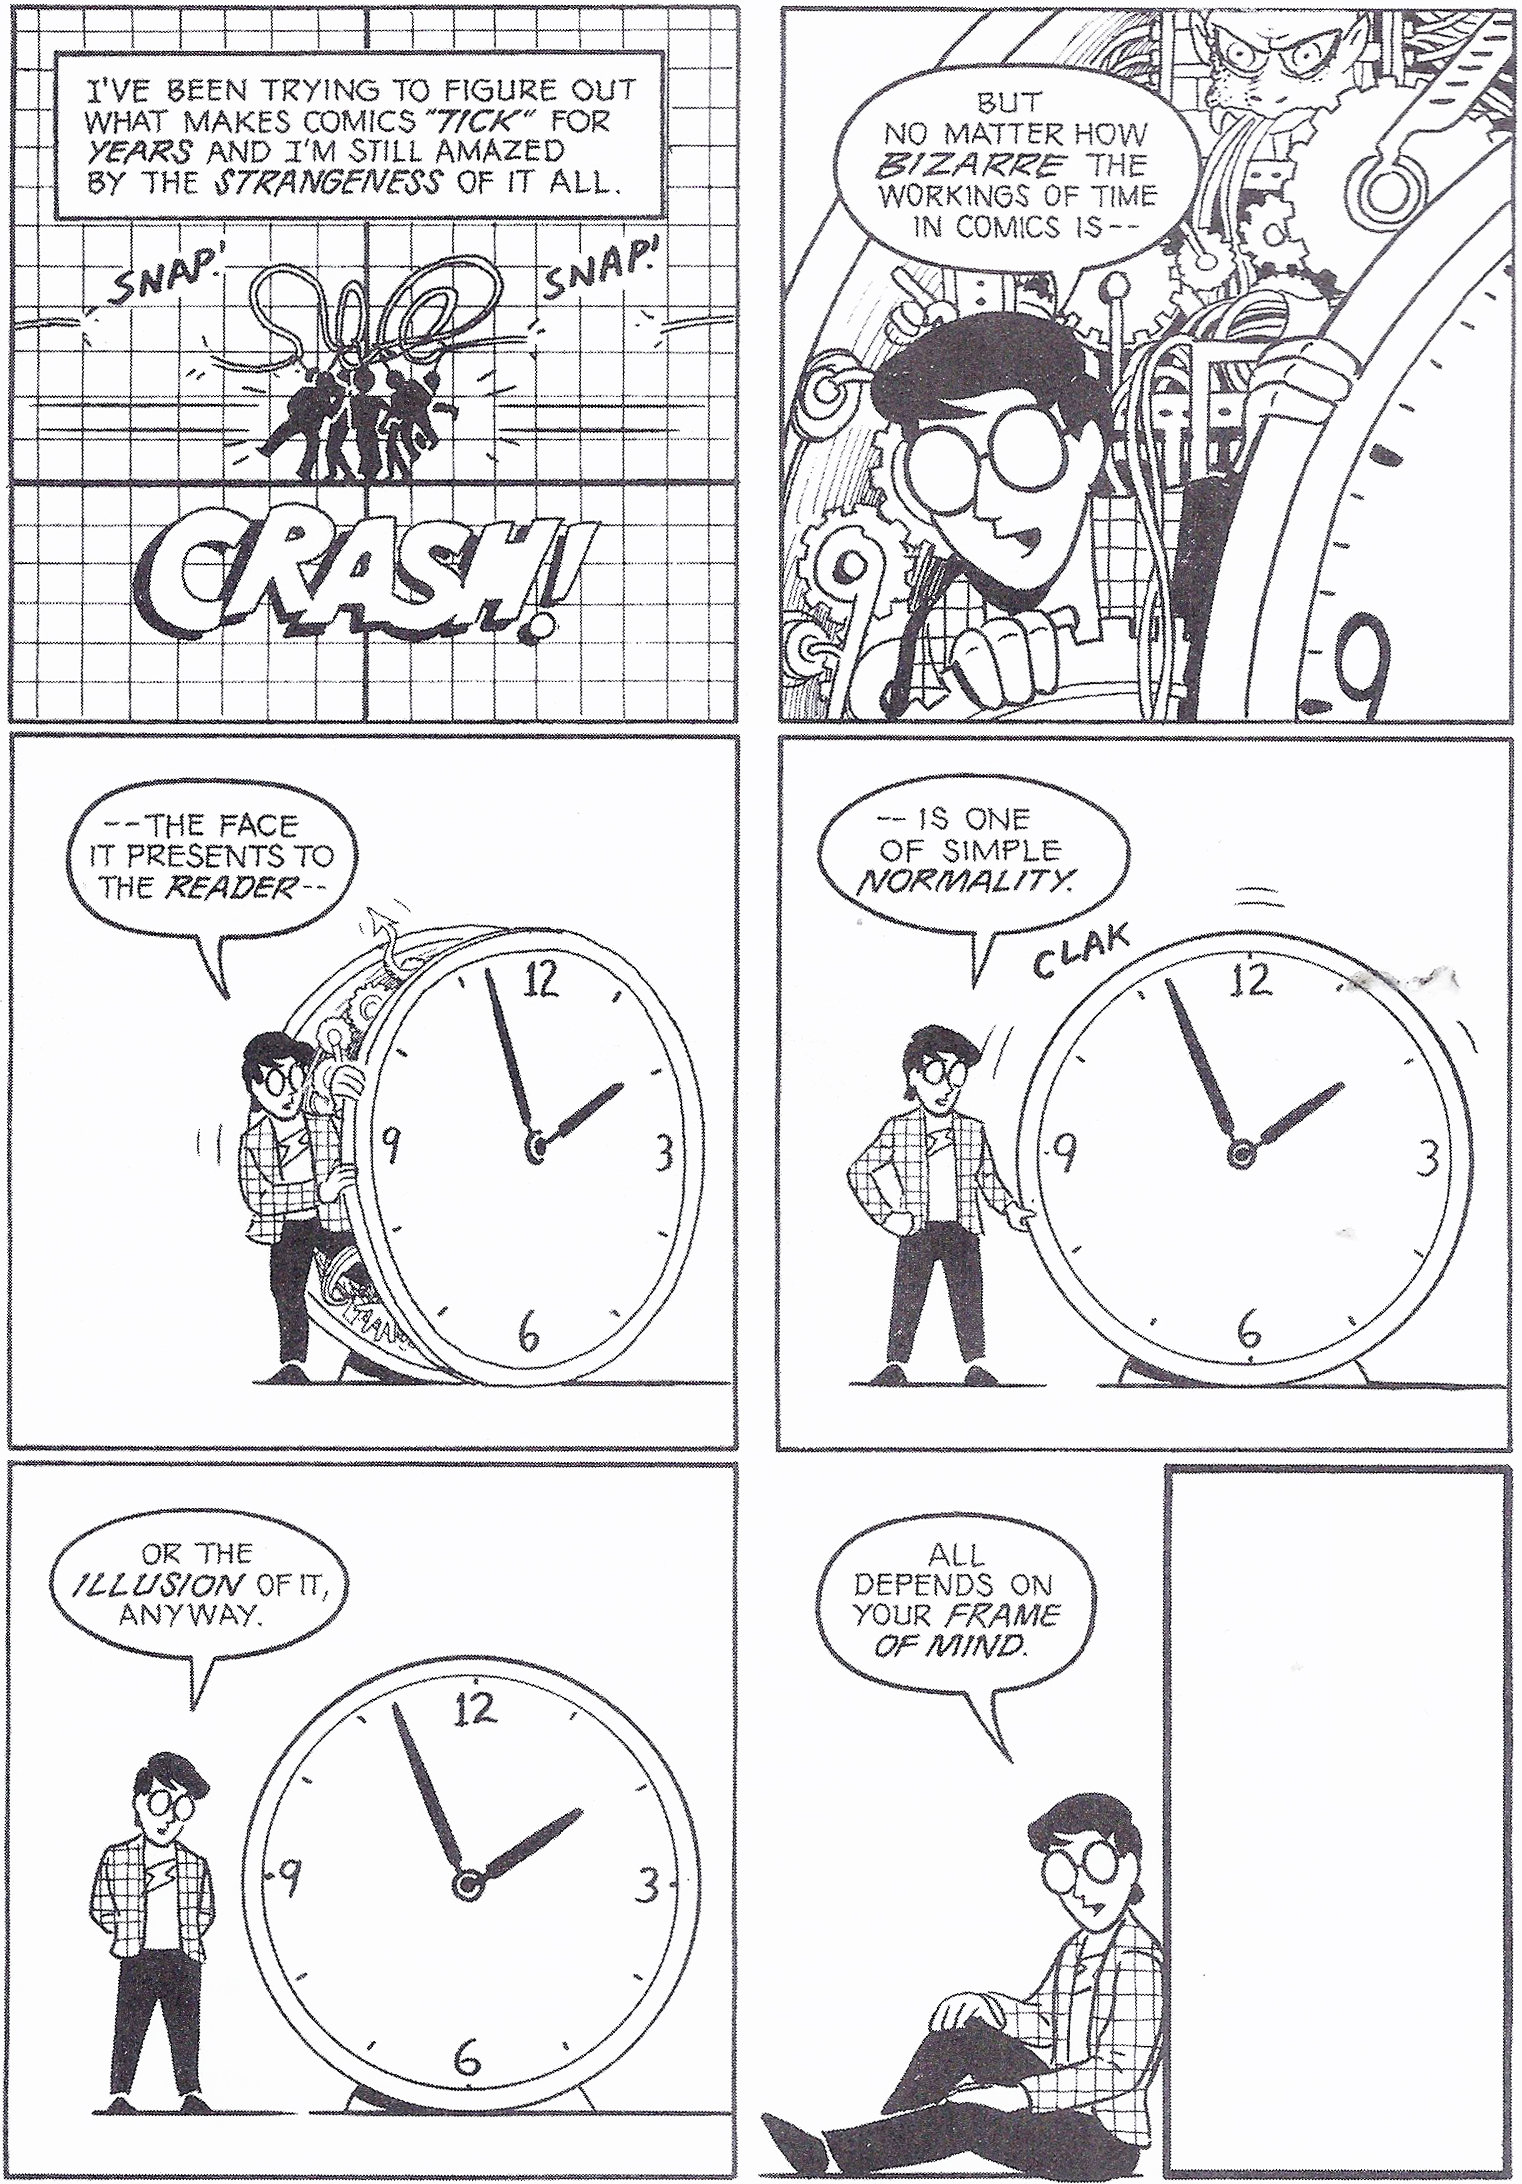 I'VE BEEN TRYING TO FIGURE OUT
WHAT MAKES COMICS "TICK" FOR
YEARS AND I'M STILL AMAZED
BY THE STRANGENESS OF IT ALL.
SNAP!
SNAP!
CRASH!
BUT
NO MATTER HOW
BIZARRE THE
WORKINGS OF TIME
IN COMICS IS--
9
--THE FACE
IT PRESENTS TO
THE READER--
12
9
3
6
-- IS ONE
OF SIMPLE
NORMALITY.
CLAK
12
9
3
6
OR THE
ILLUSION OF IT,
ANYWAY.
12
9
3
6
ALL
DEPENDS ON
YOUR FRAME
OF MIND.